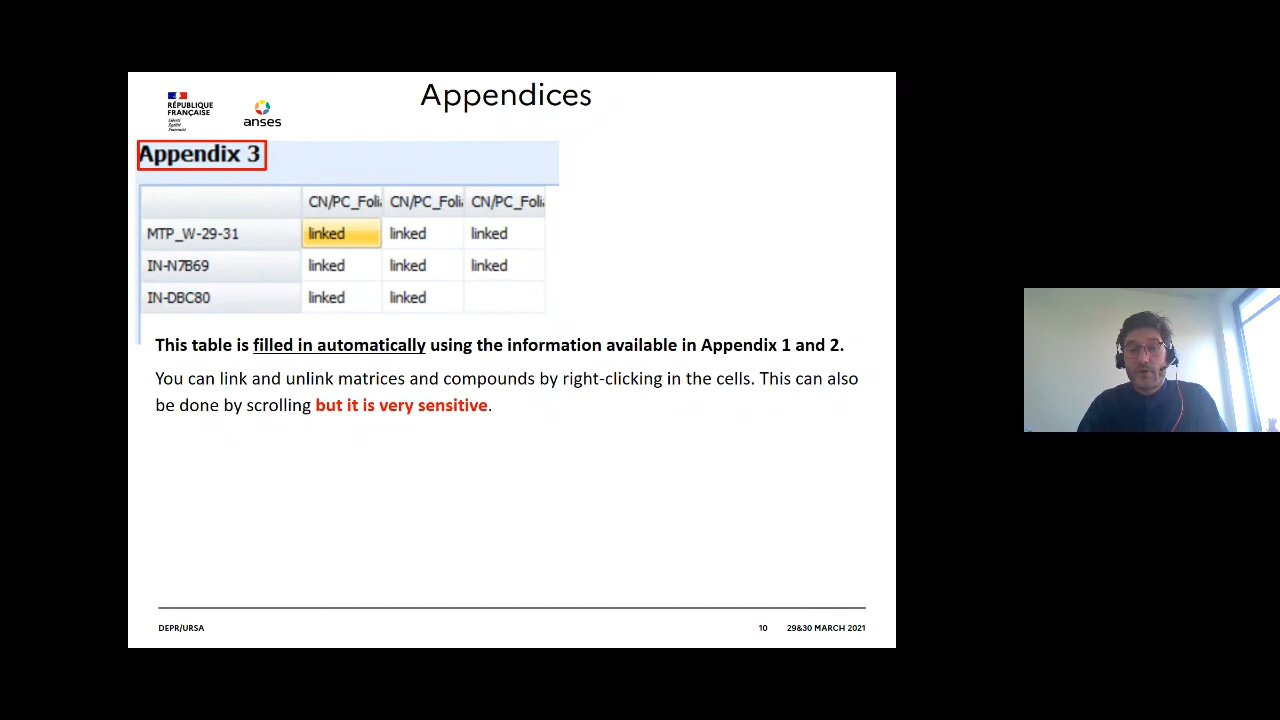 Appendices
RÉPUBLIQUE
FRANÇAISE
Liberté
Égalité
Fraternité
anses
Appendix 3
CN/PC_Foli CN/PC_Foli CN/PC_Foli
MTP_W-29-31 linked linked linked
IN-N7B69 linked linked linked
IN-DBC80 linked linked
This table is filled in automatically using the information available in Appendix 1 and 2.
You can link and unlink matrices and compounds by right-clicking in the cells. This can also
be done by scrolling but it is very sensitive.
DEPR/URSA 10 29&30 MARCH 2021